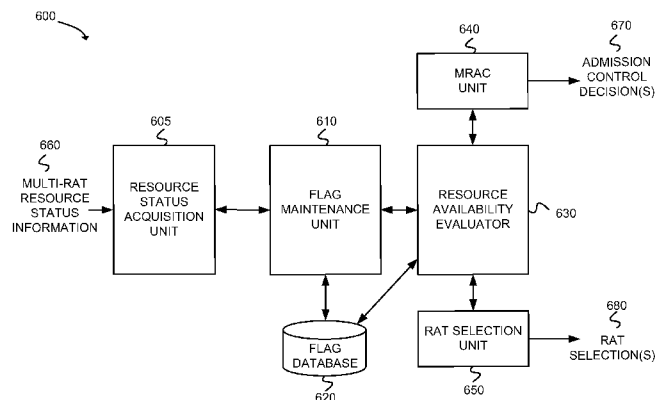 600
660
MULTI-RAT
RESOURCE
STATUS
INFORMATION
605
RESOURCE
STATUS
ACQUISITION
UNIT
610
FLAG
MAINTENANCE
UNIT
FLAG
DATABASE
620
640
MRAC
UNIT
670
ADMISSION
CONTROL
DECISION(S)
RESOURCE
AVAILABILITY
EVALUATOR
630
RAT SELECTION
UNIT
650
680
RAT
SELECTION(S)